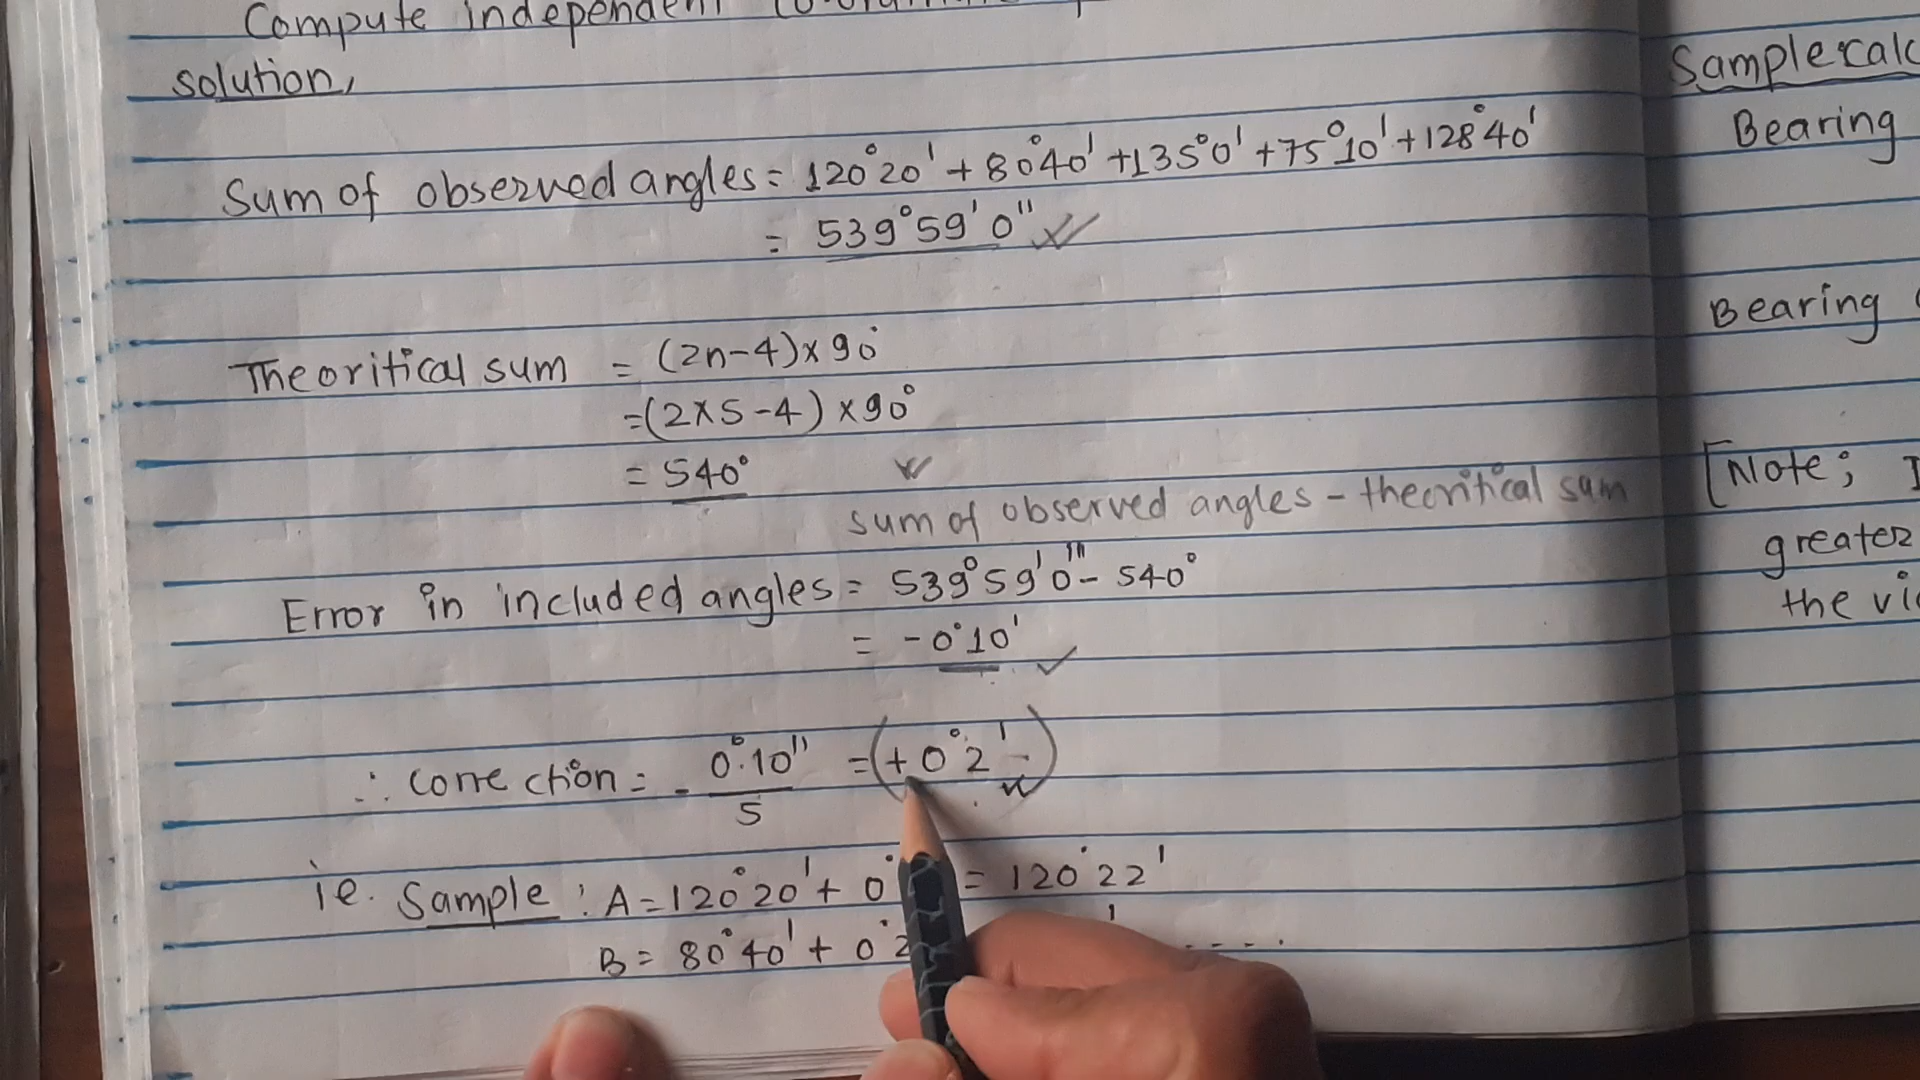 Compute independent
solution,
Sum of observed angles = 120°20' + 80°40' + 135°0' + 75°10' + 128°40'
= 539°59'0"
Theoritical sum = (2n-4)×90°
= (2×5-4)×90°
= 540°
sum of observed angles - theoritical sum
Error in included angles = 539°59'0" - 540°
= -0°10'
∴ correction = - 0°10" / 5 = (+0°2')
ie. Sample : A = 120°20' + 0° = 120°22'
B = 80°40' + 0°2 ' ....
Sample calc
Bearing
Bearing
[Note;
greater
the